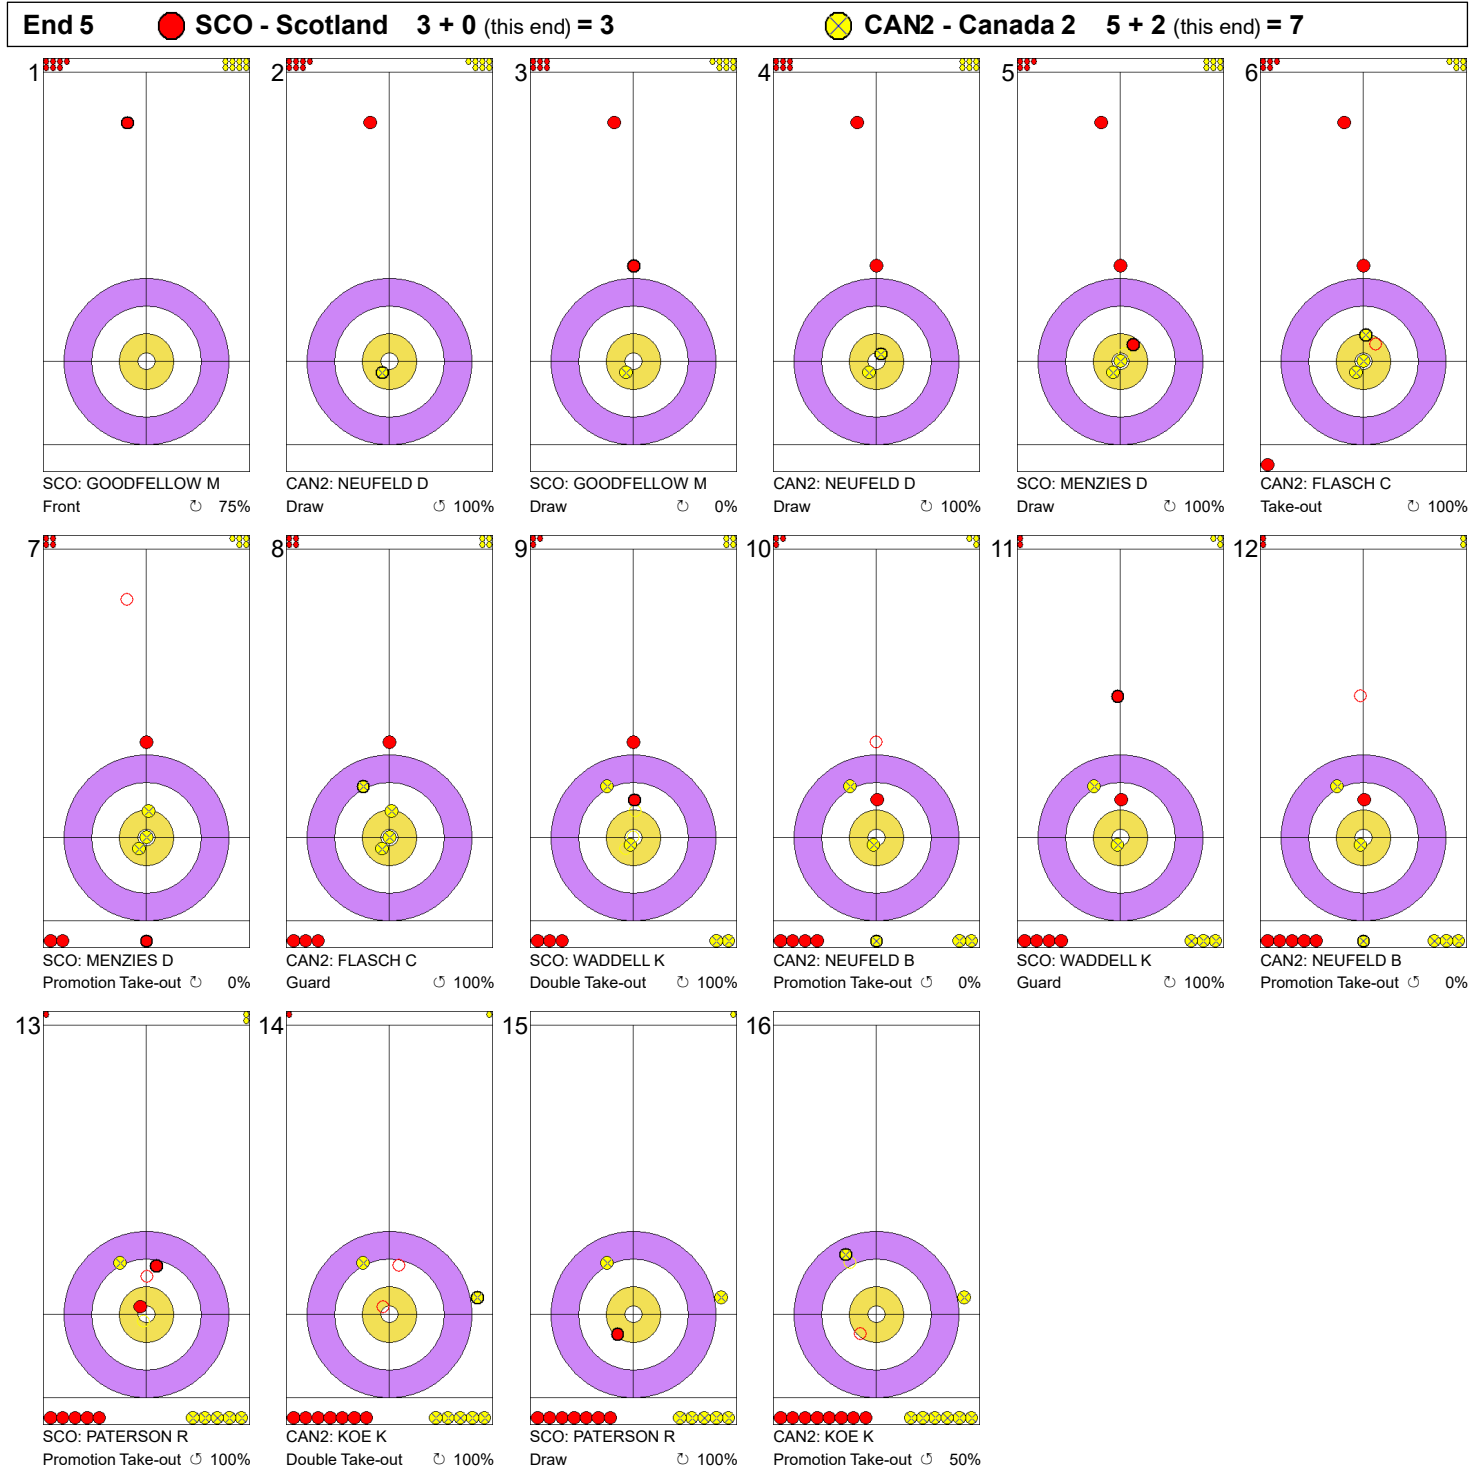 End 5 SCO - Scotland 3 + 0 (this end) = 3 CAN2 - Canada 2 5 + 2 (this end) = 7
1 2 3 4 5 6
SCO: GOODFELLOW M CAN2: NEUFELD D SCO: GOODFELLOW M CAN2: NEUFELD D SCO: MENZIES D CAN2: FLASCH C
Front ↻ 75% Draw ↺ 100% Draw ↻ 0% Draw ↺ 100% Draw ↻ 100% Take-out ↻ 100%
7 8 9 10 11 12
SCO: MENZIES D CAN2: FLASCH C SCO: WADDELL K CAN2: NEUFELD B SCO: WADDELL K CAN2: NEUFELD B
Promotion Take-out ↻ 0% Guard ↺ 100% Double Take-out ↻ 100% Promotion Take-out ↺ 0% Guard ↺ 100% Promotion Take-out ↺ 0%
13 14 15 16
SCO: PATERSON R CAN2: KOE K SCO: PATERSON R CAN2: KOE K
Promotion Take-out ↺ 100% Double Take-out ↻ 100% Draw ↻ 100% Promotion Take-out ↺ 50%